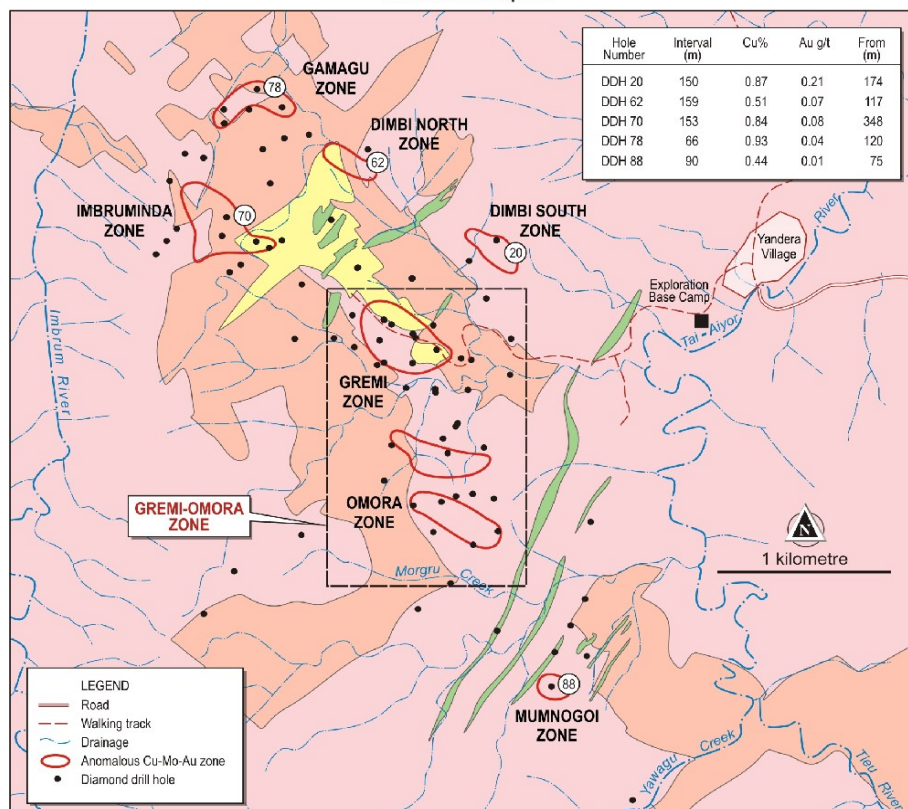 Hole Number Interval (m) Cu% Au g/t From (m)
DDH 20 150 0.87 0.21 174
DDH 62 159 0.51 0.07 117
DDH 70 153 0.84 0.08 348
DDH 78 66 0.93 0.04 120
DDH 88 90 0.44 0.01 75
GAMAGU
ZONE
78
DIMBI NORTH
ZONE
62
IMBRUMINDA
ZONE
70
DIMBI SOUTH
ZONE
20
River
Yandera
Village
Exploration
Base Camp
Tai - Aiyor
Imbrum River
GREMI
ZONE
OMORA
ZONE
GREMI-OMORA
ZONE
N
1 kilometre
Morgru Creek
88
MUMNOGOI
ZONE
Yawagu Creek
Tieu River
LEGEND
Road
Walking track
Drainage
Anomalous Cu-Mo-Au zone
Diamond drill hole